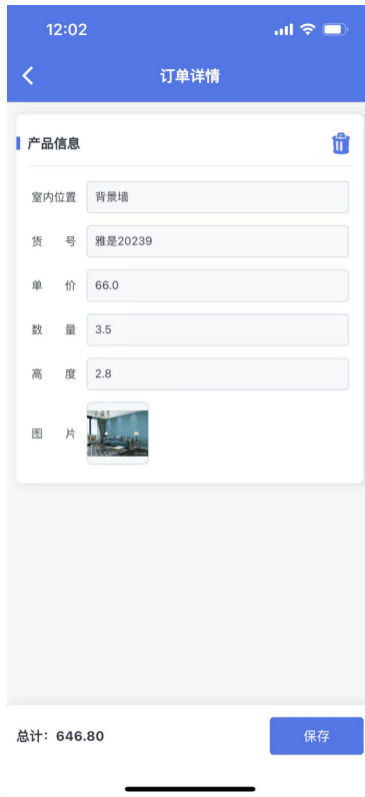 12:02
订单详情
产品信息
室内位置 背景墙
货 号 雅是20239
单 价 66.0
数 量 3.5
高 度 2.8
图 片
总计: 646.80 保存